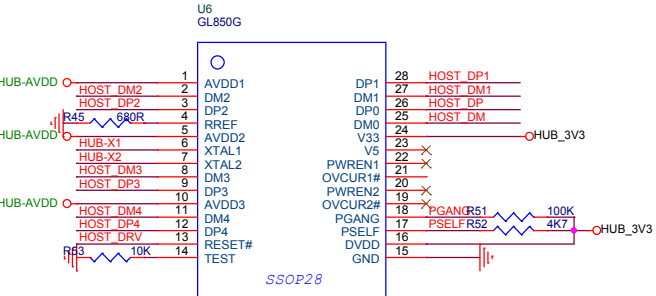 U6
GL850G
HUB-AVDD 1 AVDD1 DP1 28 HOST_DP1
HOST_DM2 2 DM2 DM1 27 HOST_DM1
HOST_DP2 3 DP2 DP0 26 HOST_DP
R45 680R 4 RREF DM0 25 HOST_DM
HUB-AVDD 5 AVDD2 V33 24 HUB_3V3
HUB-X1 6 XTAL1 V5 23
HUB-X2 7 XTAL2 PWREN1 22
HOST_DM3 8 DM3 OVCUR1# 21
HOST_DP3 9 DP3 PWREN2 20
HUB-AVDD 10 AVDD3 OVCUR2# 19
HOST_DM4 11 DM4 PGANG 18 PGANG R51 100K
HOST_DP4 12 DP4 PSELF 17 PSELF R52 4K7 HUB_3V3
HOST_DRV 13 RESET# DVDD 16
R53 10K 14 TEST GND 15
SSOP28